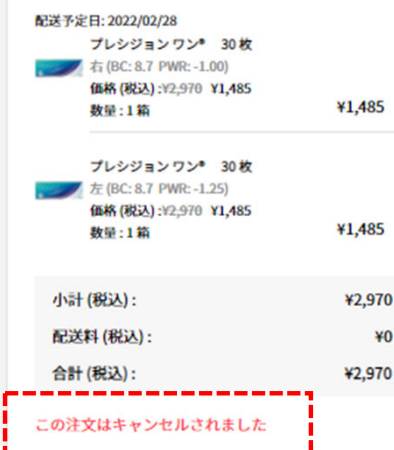 配送予定日: 2022/02/28
プレシジョン ワン® 30 枚
右 (BC: 8.7 PWR: -1.00)
価格 (税込) :¥2,970 ¥1,485
数量 : 1 箱 ¥1,485
プレシジョン ワン® 30 枚
左 (BC: 8.7 PWR: -1.25)
価格 (税込) :¥2,970 ¥1,485
数量 : 1 箱 ¥1,485
小計 (税込) : ¥2,970
配送料 (税込) : ¥0
合計 (税込) : ¥2,970
この注文はキャンセルされました